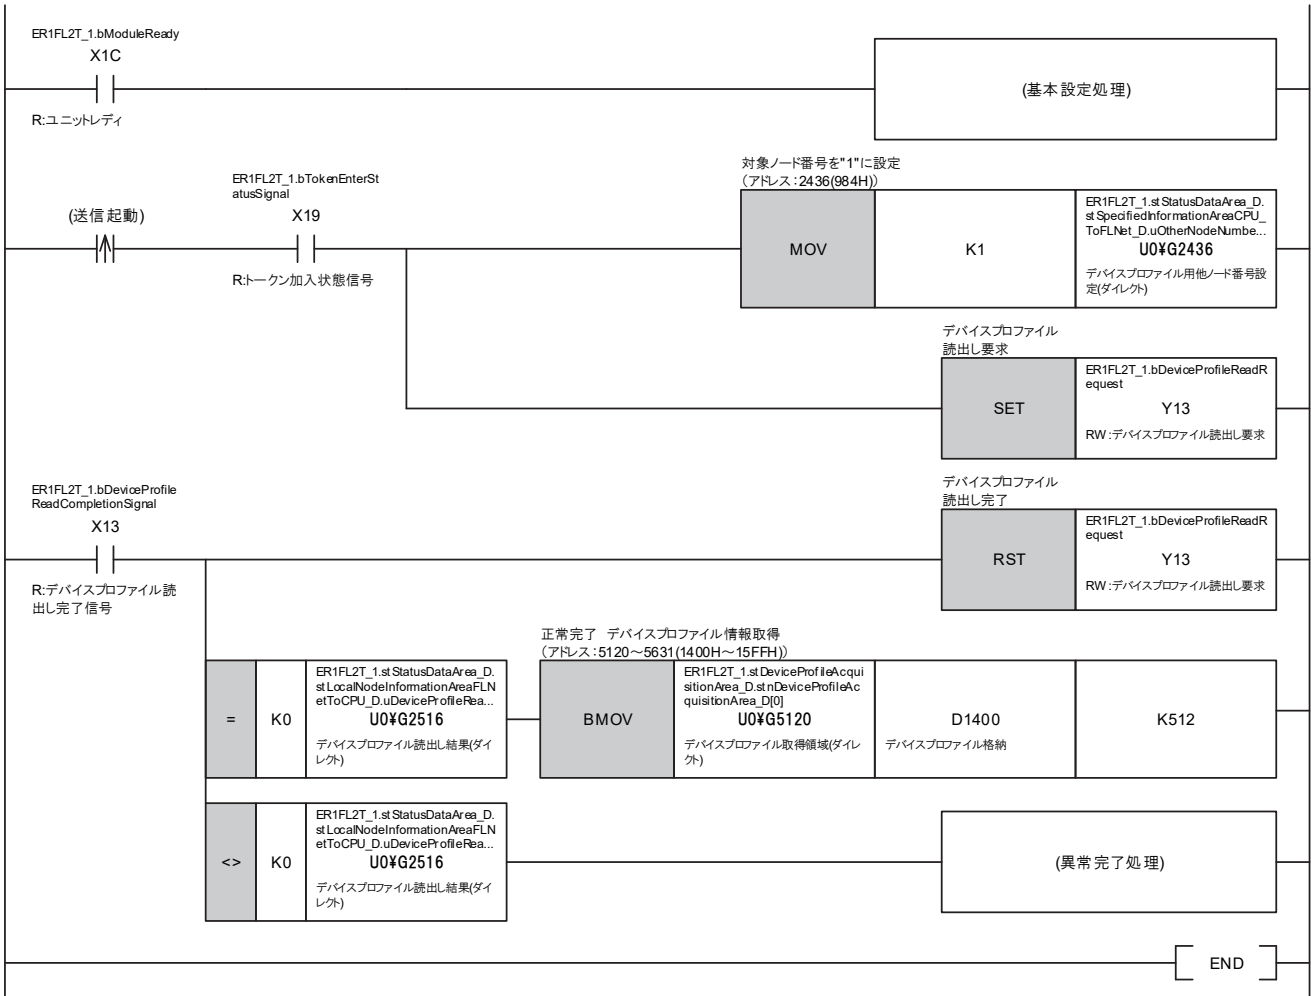 ER1FL2T_1.bModuleReady
X1C
R:ユニットレディ
(基本設定処理)
(送信起動)
ER1FL2T_1.bTokenEnterSt
atusSignal
X19
R:トークン加入状態信号
対象ノード番号を"1"に設定
(アドレス:2436(984H))
MOV
K1
ER1FL2T_1.stStatusDataArea_D.
stSpecifiedInformationAreaCPU_
ToFLNet_D.uOtherNodeNumbe...
U0¥G2436
デバイスプロファイル用他ノード番号設
定(ダイレクト)
デバイスプロファイル
読出し要求
SET
ER1FL2T_1.bDeviceProfileReadR
equest
Y13
RW:デバイスプロファイル読出し要求
ER1FL2T_1.bDeviceProfile
ReadCompletionSignal
X13
R:デバイスプロファイル読
出し完了信号
デバイスプロファイル
読出し完了
RST
ER1FL2T_1.bDeviceProfileReadR
equest
Y13
RW:デバイスプロファイル読出し要求
=
K0
ER1FL2T_1.stStatusDataArea_D.
stLocalNodeInformationAreaFLN
etToCPU_D.uDeviceProfileRea...
U0¥G2516
デバイスプロファイル読出し結果(ダイ
レクト)
正常完了 デバイスプロファイル情報取得
(アドレス:5120~5631(1400H~15FFH))
BMOV
ER1FL2T_1.stDeviceProfileAcqui
sitionArea_D.stnDeviceProfileAc
quisitionArea_D[0]
U0¥G5120
デバイスプロファイル取得領域(ダイレ
クト)
D1400
デバイスプロファイル格納
K512
<>
K0
ER1FL2T_1.stStatusDataArea_D.
stLocalNodeInformationAreaFLN
etToCPU_D.uDeviceProfileRea...
U0¥G2516
デバイスプロファイル読出し結果(ダイ
レクト)
(異常完了処理)
END